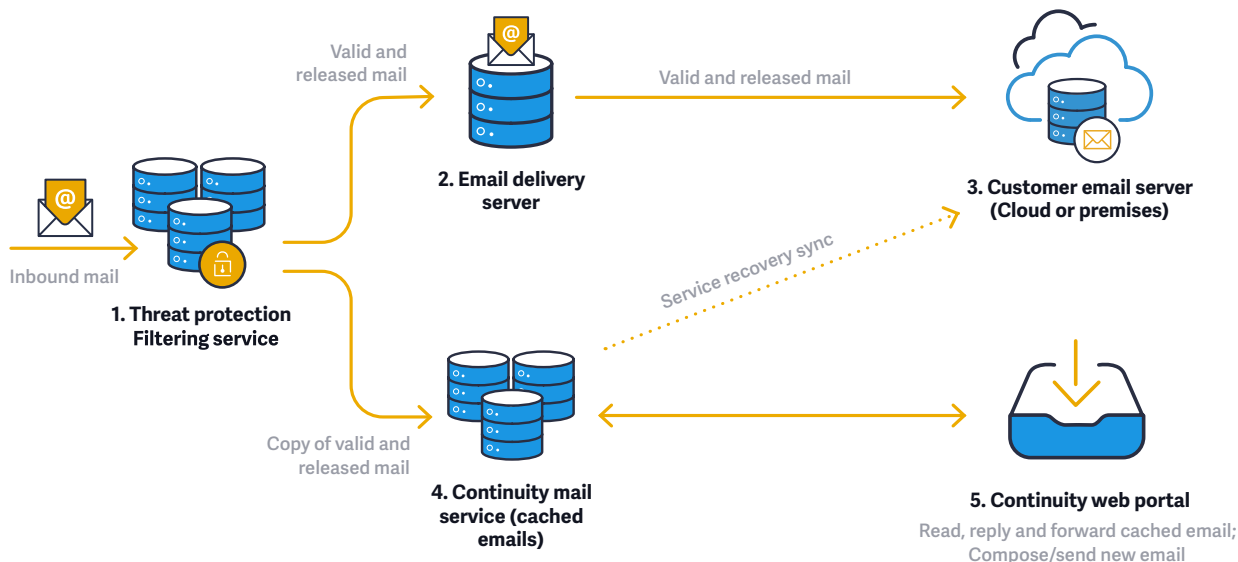 Valid and
released mail
@
Valid and released mail
2. Email delivery
server
3. Customer email server
(Cloud or premises)
@
Inbound mail
1. Threat protection
Filtering service
Service recovery sync
Copy of valid and
released mail
4. Continuity mail
service (cached
emails)
5. Continuity web portal
Read, reply and forward cached email;
Compose/send new email